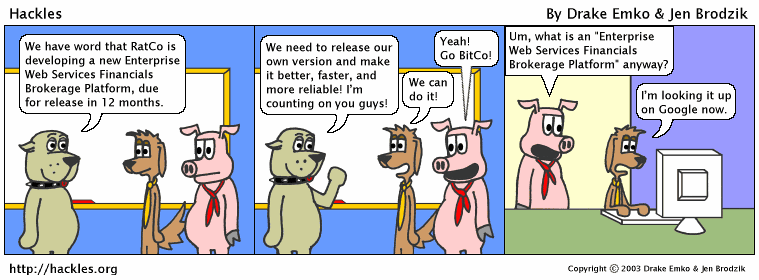 Hackles
By Drake Emko & Jen Brodzik
We have word that RatCo is
developing a new Enterprise
Web Services Financials
Brokerage Platform, due
for release in 12 months.
We need to release our
own version and make
it better, faster, and
more reliable! I'm
counting on you guys!
We can
do it!
Yeah!
Go BitCo!
Um, what is an "Enterprise
Web Services Financials
Brokerage Platform" anyway?
I'm looking it up
on Google now.
http://hackles.org
Copyright © 2003 Drake Emko & Jen Brodzik